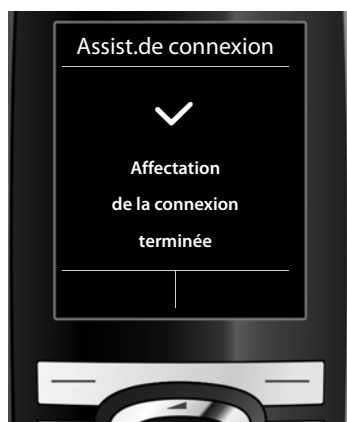 Assist.de connexion
Affectation
de la connexion
terminée